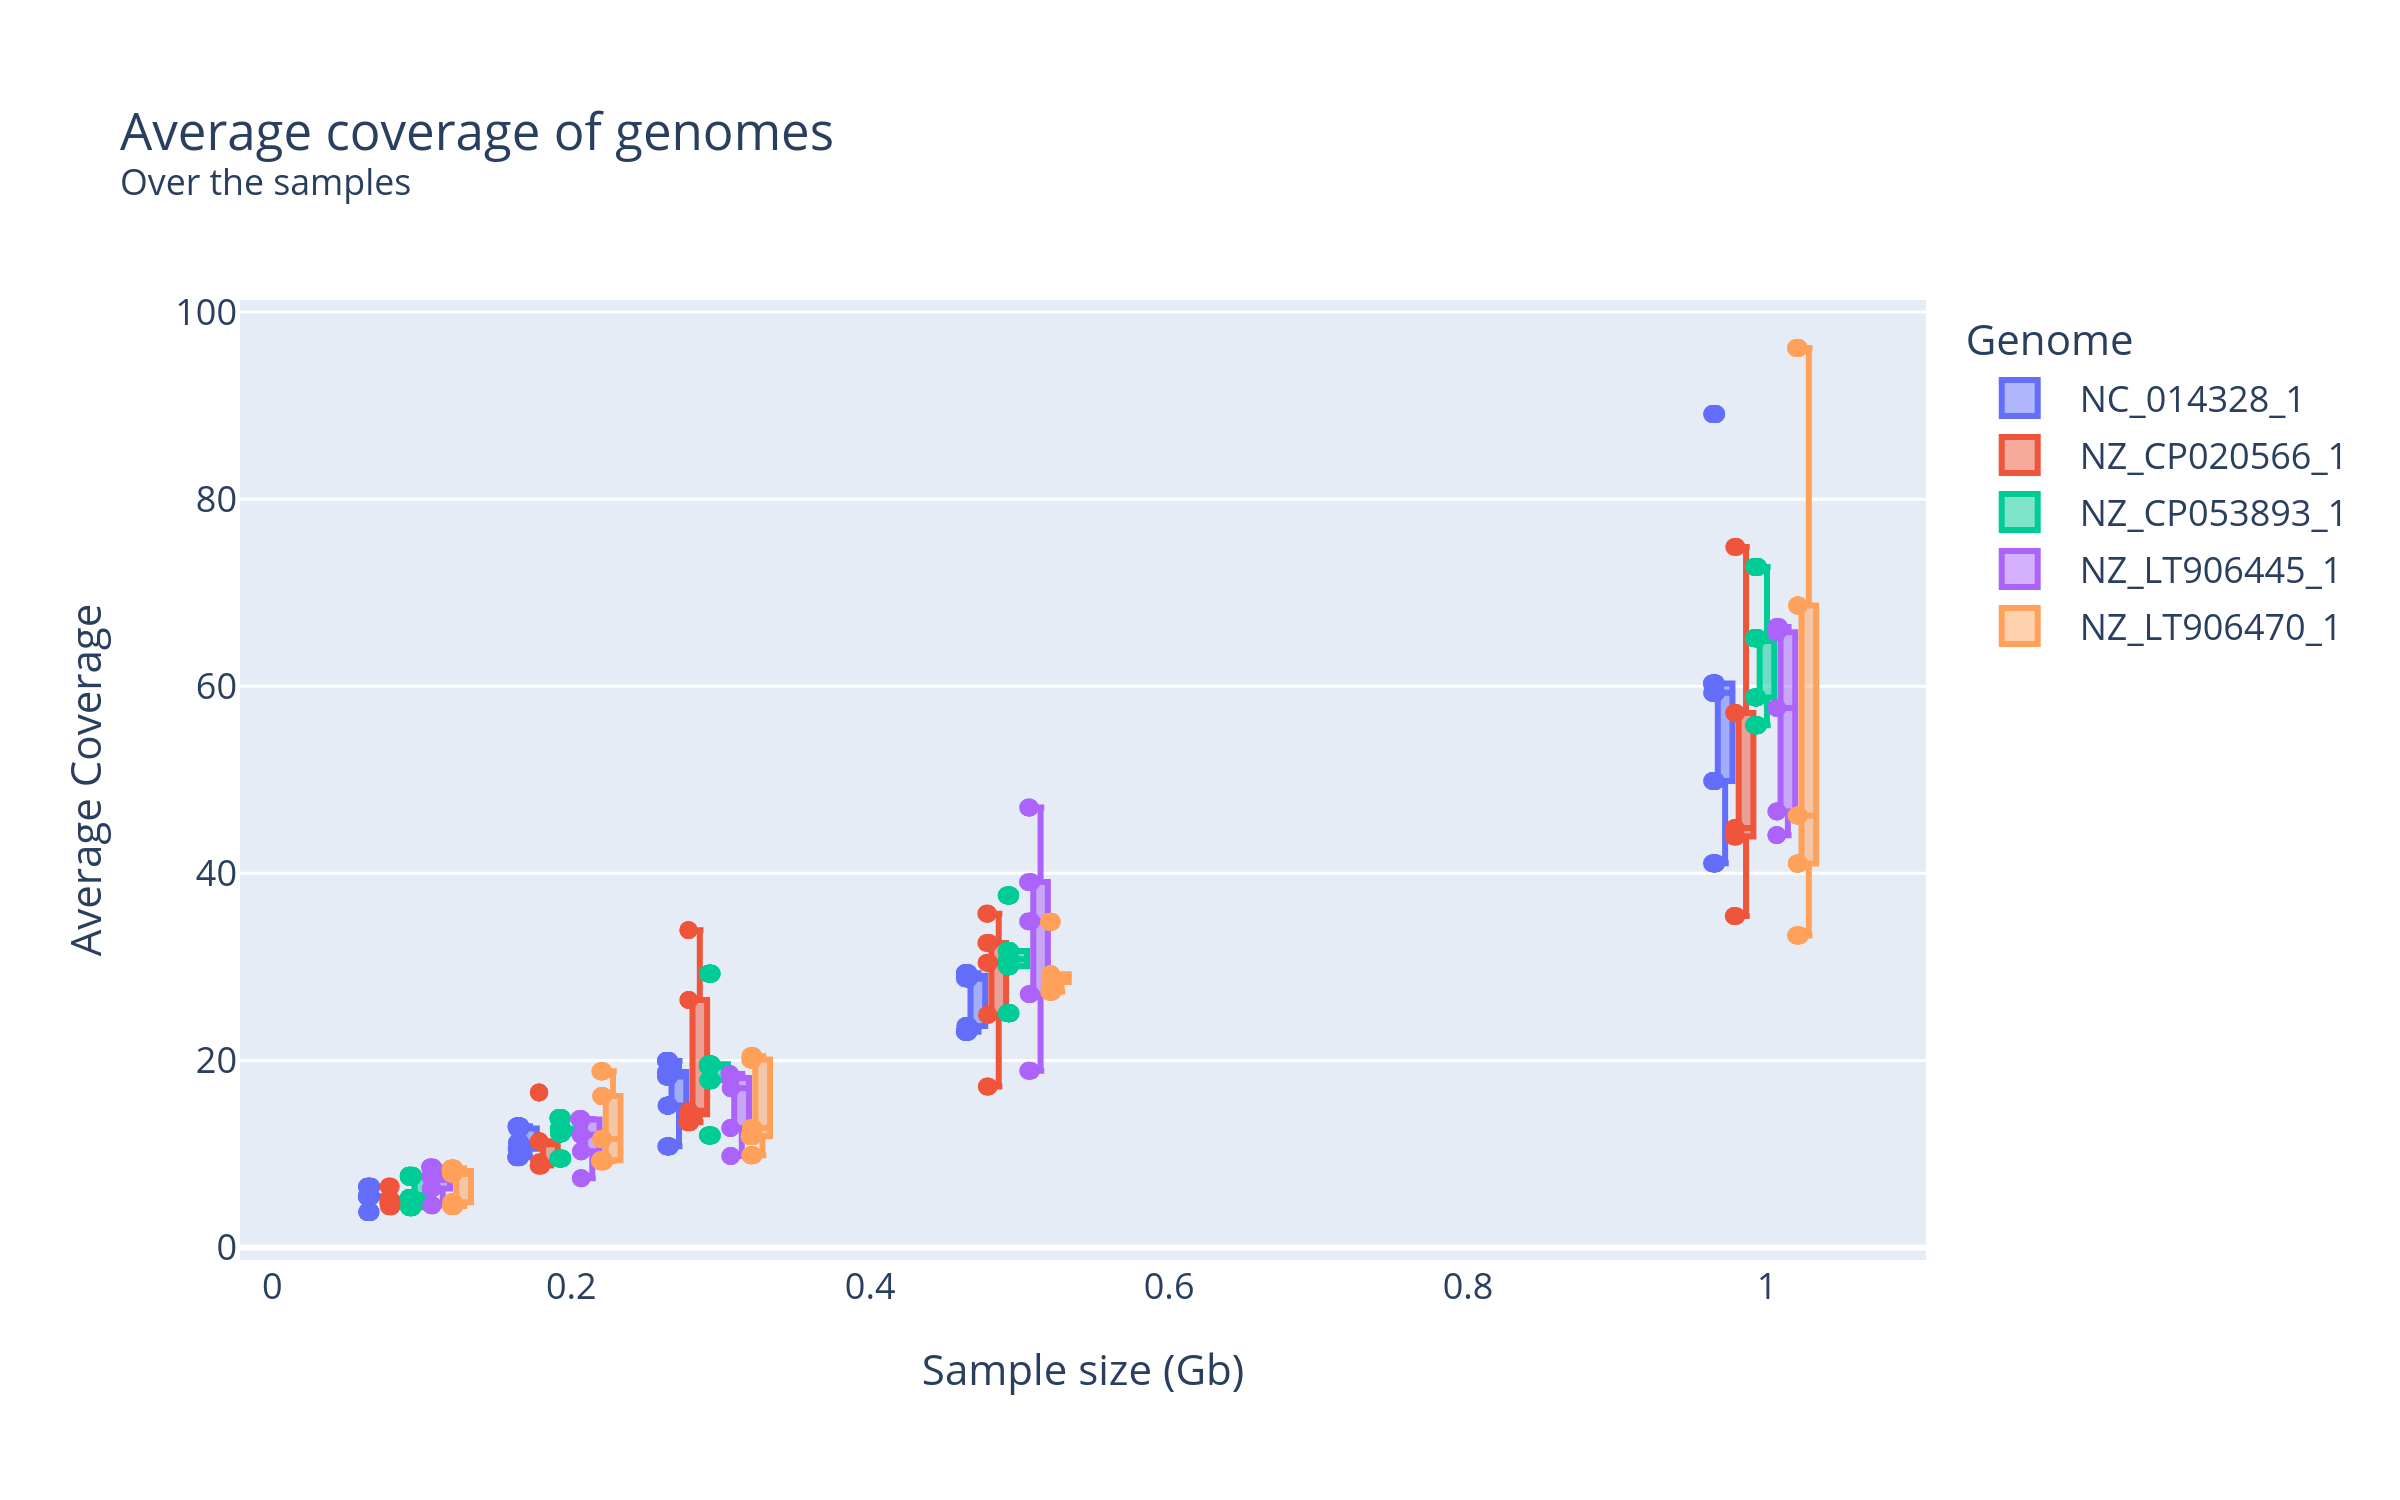 Average coverage of genomes
Over the samples
100
80
60
40
20
0
Average Coverage
0 0.2 0.4 0.6 0.8 1
Sample size (Gb)
Genome
NC_014328_1
NZ_CP020566_1
NZ_CP053893_1
NZ_LT906445_1
NZ_LT906470_1